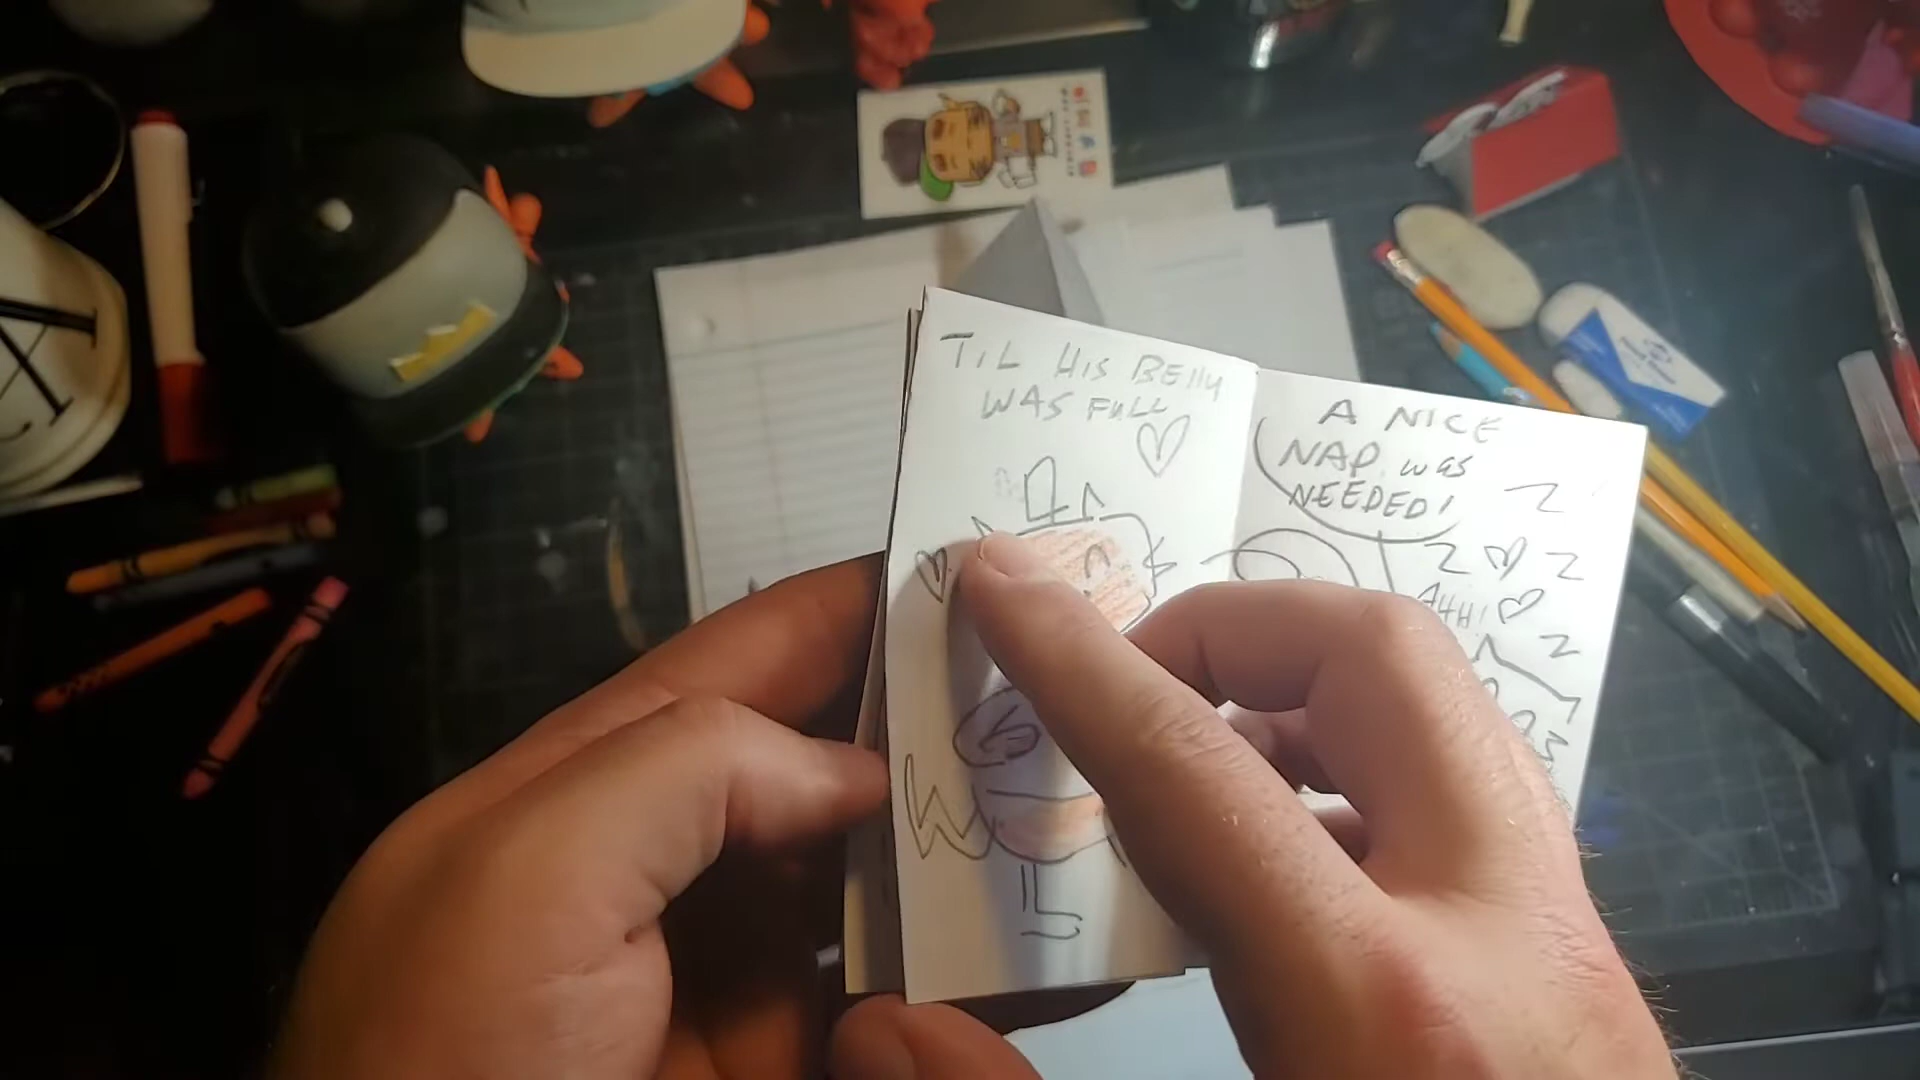 TIL HIS BEllY
WAS FULL
A NICE
NAP WAS
NEEDED!
Z
Z Z
AHH!
Z